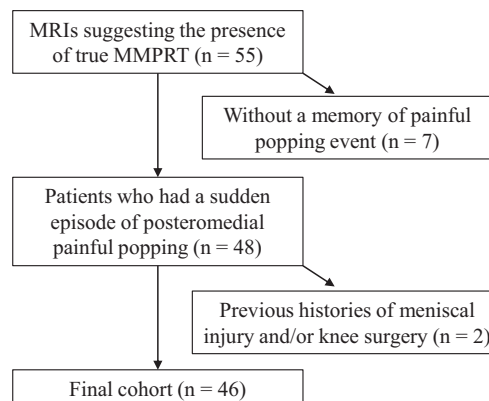 MRIs suggesting the presence
of true MMPRT (n = 55)
Without a memory of painful
popping event (n = 7)
Patients who had a sudden
episode of posteromedial
painful popping (n = 48)
Previous histories of meniscal
injury and/or knee surgery (n = 2)
Final cohort (n = 46)